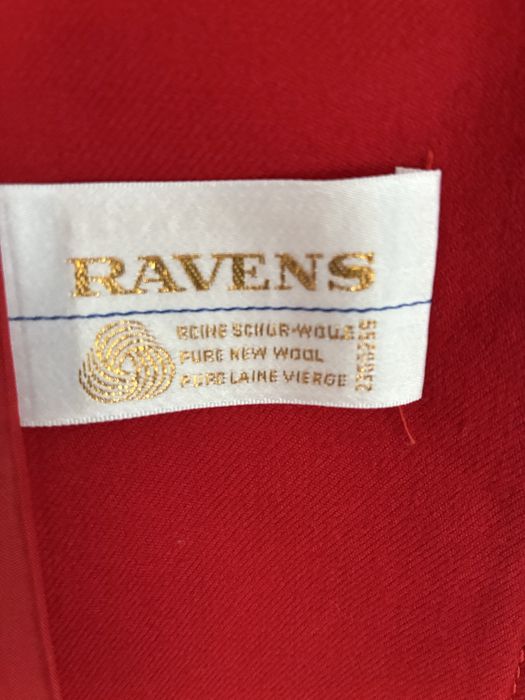 RAVENS
REINE SCHUR-WOLLE
PURE NEW WOOL
PURE LAINE VIERGE